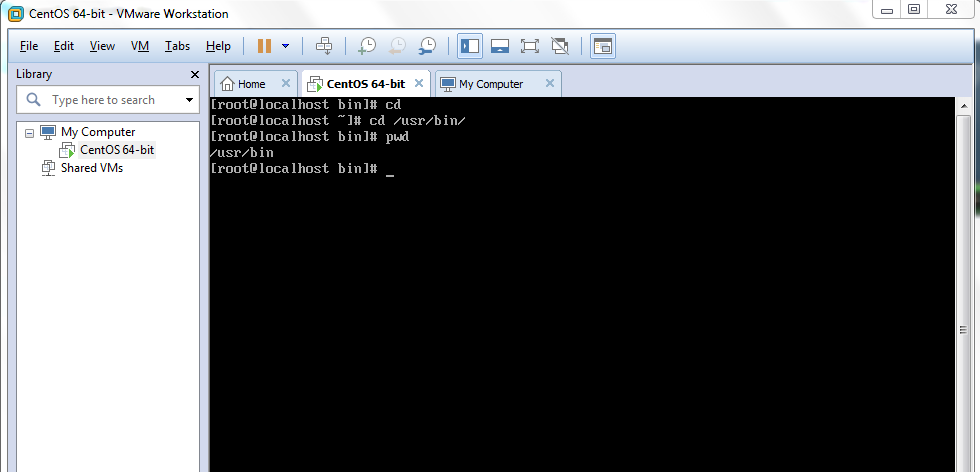 CentOS 64-bit - VMware Workstation
File Edit View VM Tabs Help
Library
Type here to search
My Computer
CentOS 64-bit
Shared VMs
Home CentOS 64-bit My Computer
[root@localhost bin]# cd
[root@localhost ~]# cd /usr/bin/
[root@localhost bin]# pwd
/usr/bin
[root@localhost bin]# _